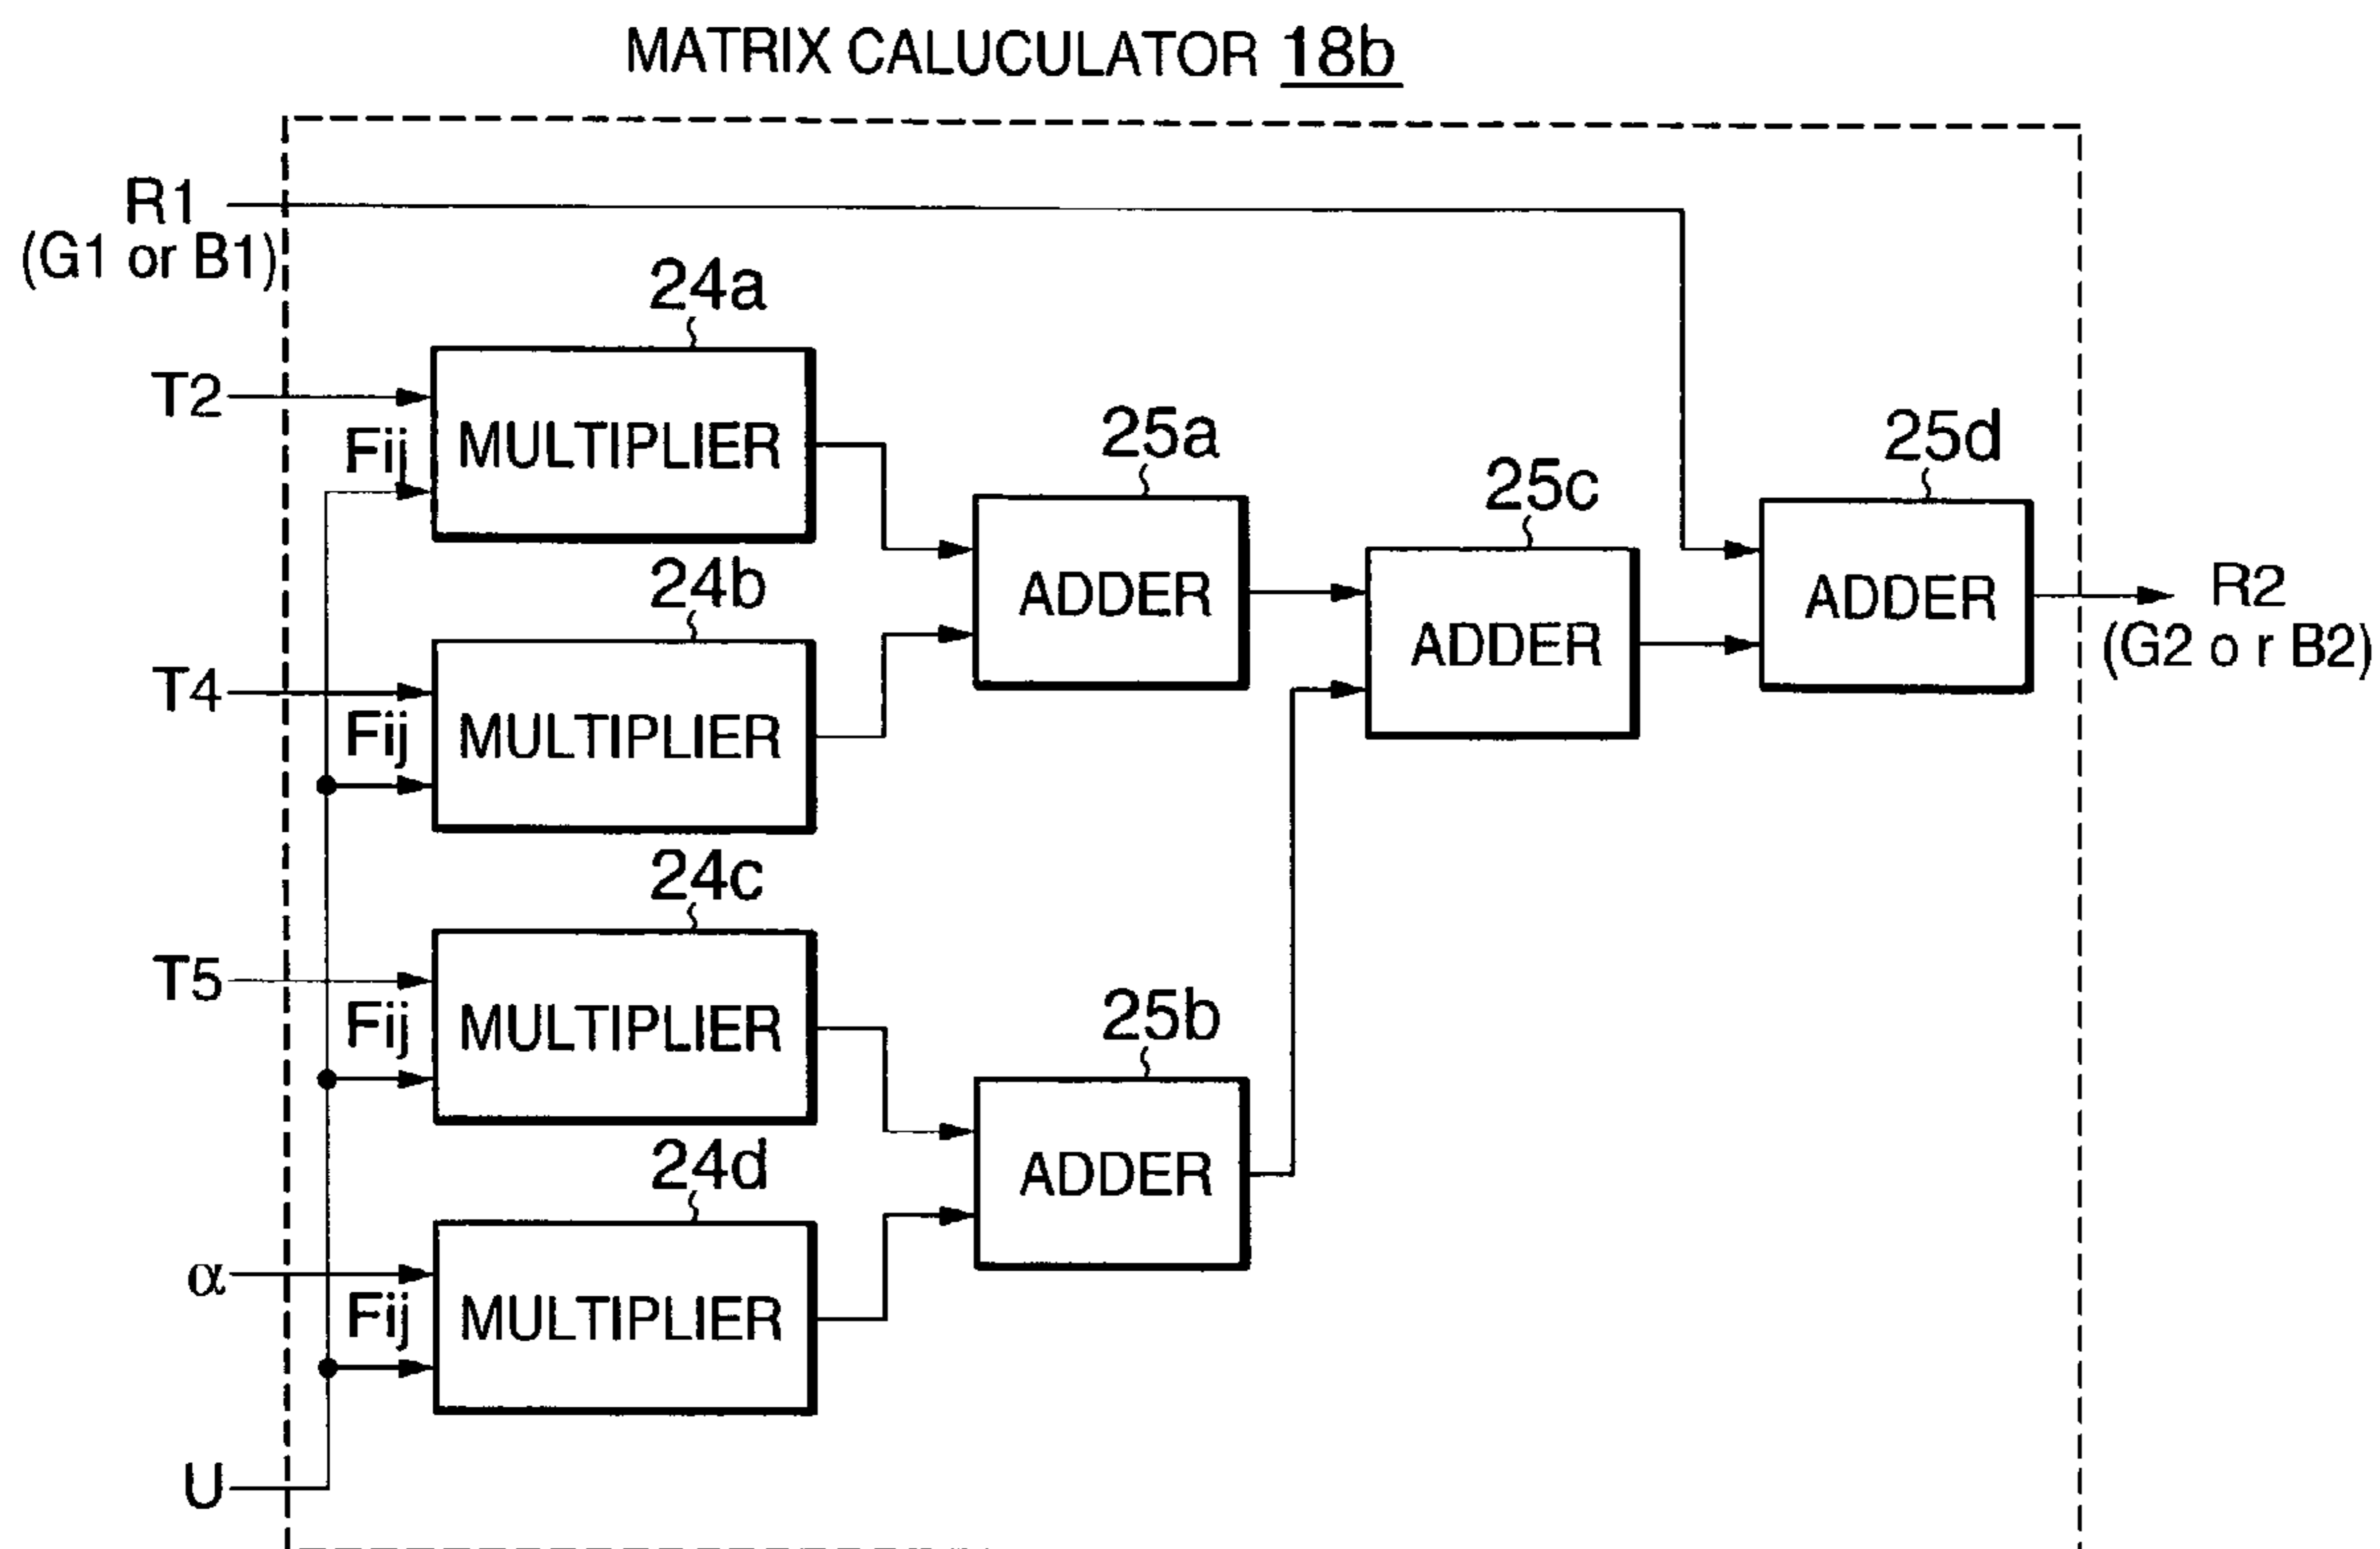 MATRIX CALUCULATOR 18b
R1
(G1 or B1)
24a
T2
Fij
MULTIPLIER
25a
ADDER
25c
ADDER
25d
ADDER
R2
(G2 o r B2)
24b
T4
Fij
MULTIPLIER
24c
T5
Fij
MULTIPLIER
25b
ADDER
24d
α
Fij
MULTIPLIER
U